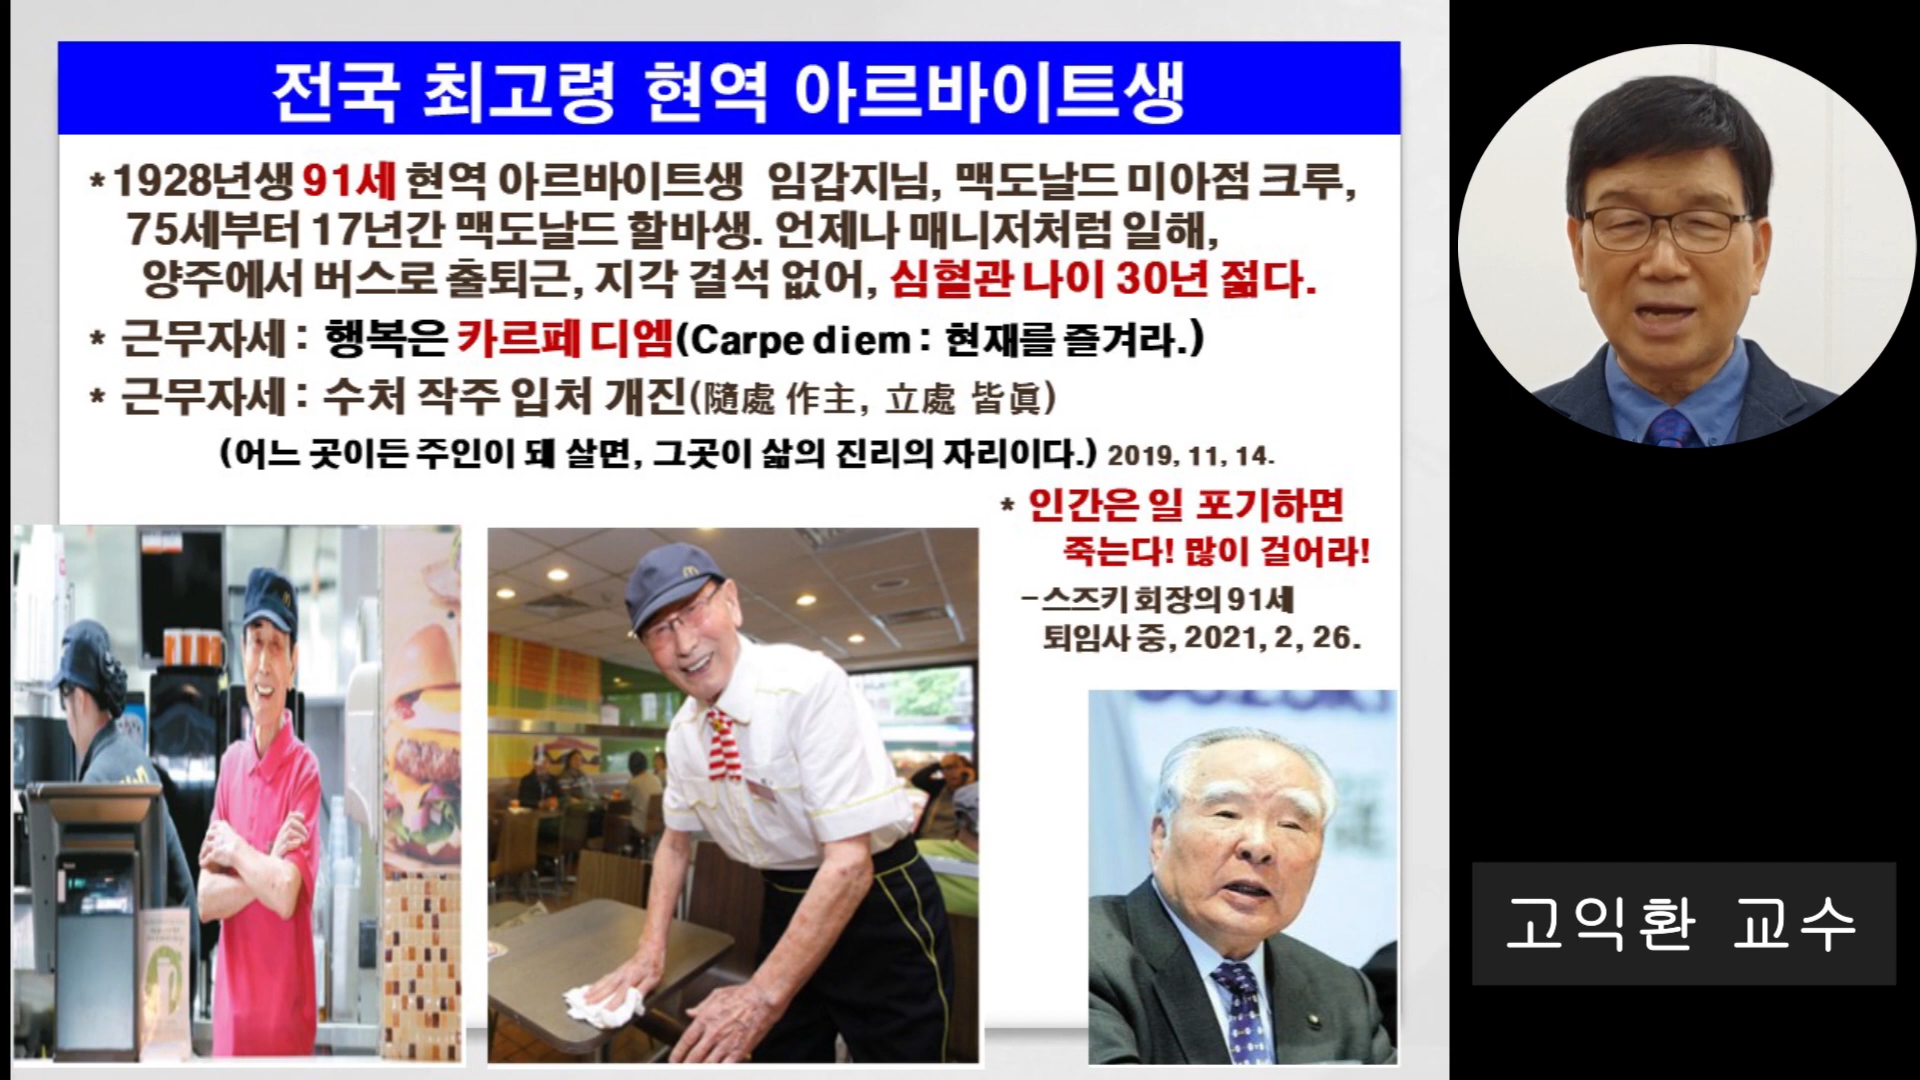 전국 최고령 현역 아르바이트생
*1928년생 91세 현역 아르바이트생 임갑지님, 맥도날드 미아점 크루,
75세부터 17년간 맥도날드 할바생. 언제나 매니저처럼 일해,
양주에서 버스로 출퇴근, 지각 결석 없어, 심혈관 나이 30년 젊다.
* 근무자세 : 행복은 카르페 디엠(Carpe diem : 현재를 즐겨라.)
* 근무자세 : 수처 작주 입처 개진(隨處 作主, 立處 皆眞)
(어느 곳이든 주인이 돼 살면, 그곳이 삶의 진리의 자리이다.) 2019, 11, 14.
* 인간은 일 포기하면
죽는다! 많이 걸어라!
-스즈키 회장의 91세
퇴임사 중, 2021, 2, 26.
고익환 교수